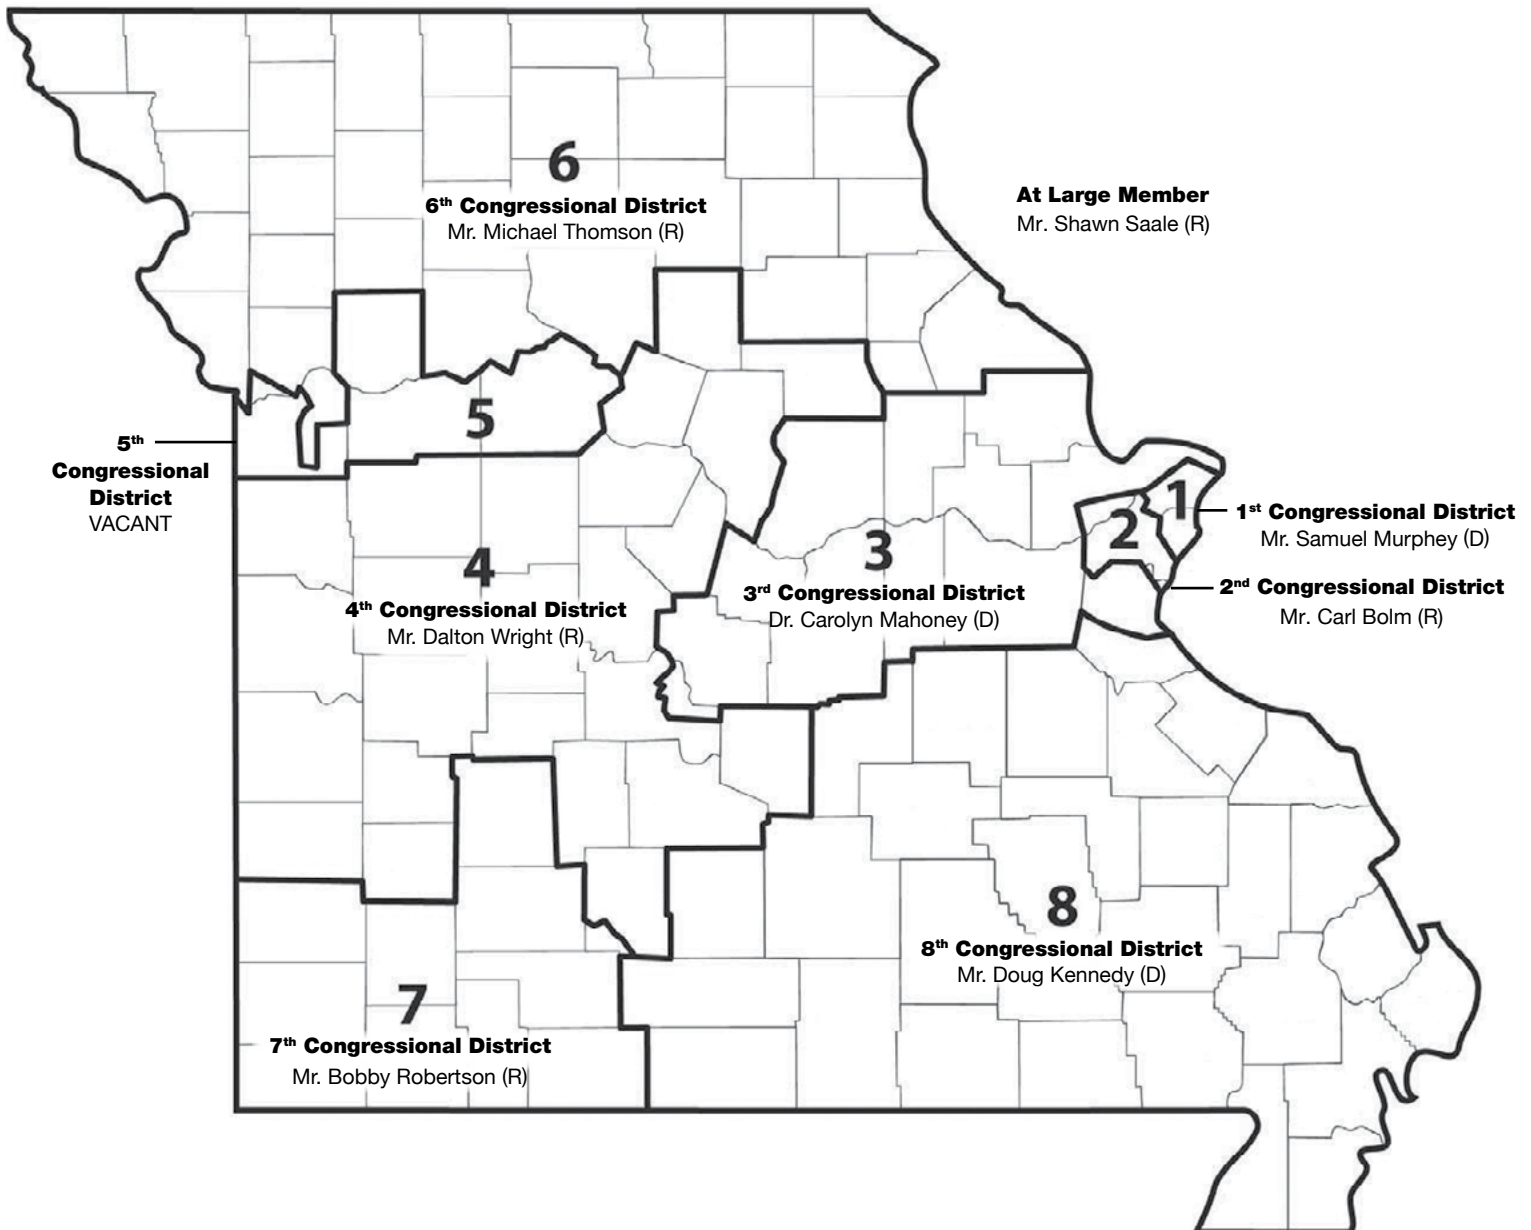 6
6th Congressional District
Mr. Michael Thomson (R)
At Large Member
Mr. Shawn Saale (R)
5
5th
Congressional
District
VACANT
1
1st Congressional District
Mr. Samuel Murphey (D)
2
2nd Congressional District
Mr. Carl Bolm (R)
3
3rd Congressional District
Dr. Carolyn Mahoney (D)
4
4th Congressional District
Mr. Dalton Wright (R)
8
8th Congressional District
Mr. Doug Kennedy (D)
7
7th Congressional District
Mr. Bobby Robertson (R)